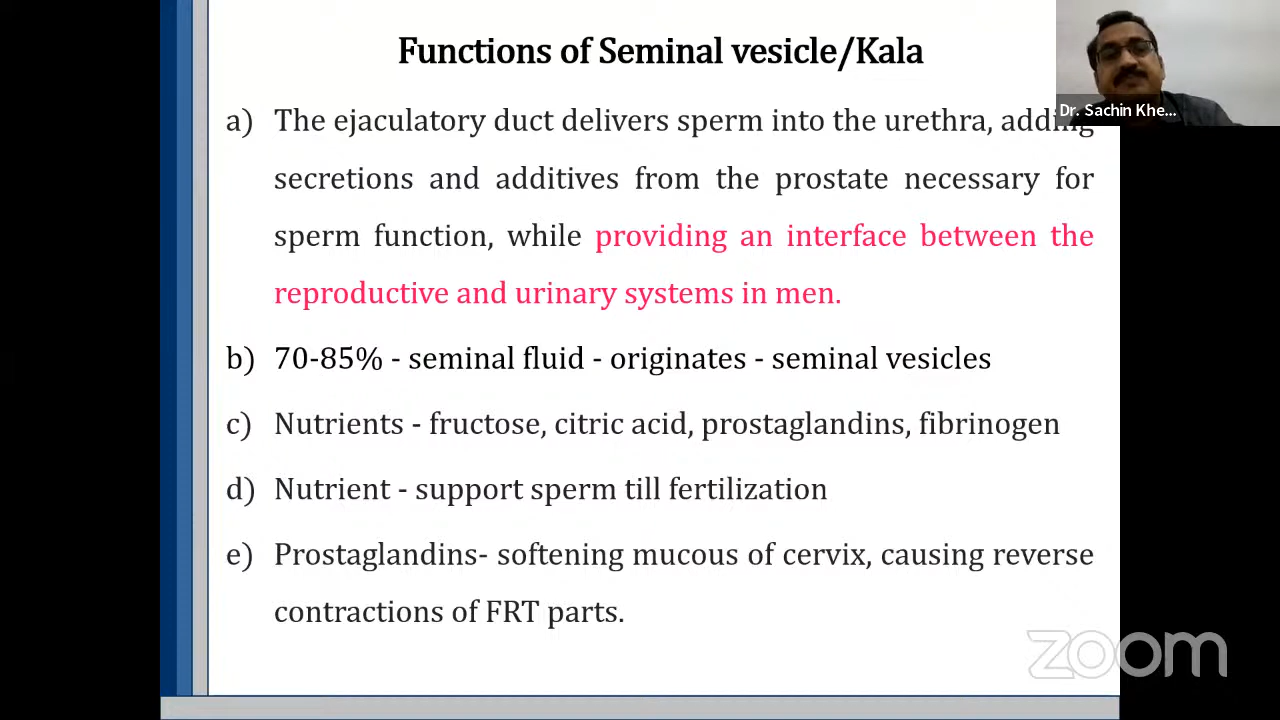 Functions of Seminal vesicle/Kala
Dr. Sachin Khe...
a) The ejaculatory duct delivers sperm into the urethra, adding
secretions and additives from the prostate necessary for
sperm function, while providing an interface between the
reproductive and urinary systems in men.
b) 70-85% - seminal fluid - originates - seminal vesicles
c) Nutrients - fructose, citric acid, prostaglandins, fibrinogen
d) Nutrient - support sperm till fertilization
e) Prostaglandins- softening mucous of cervix, causing reverse
contractions of FRT parts.
zoom